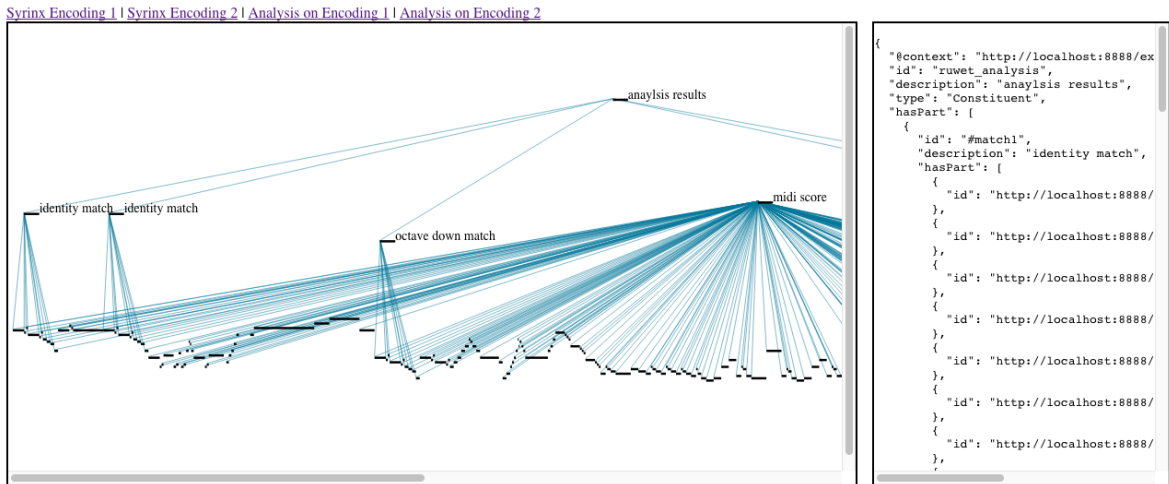 Syrinx Encoding 1 | Syrinx Encoding 2 | Analysis on Encoding 1 | Analysis on Encoding 2
anaylsis results
identity match
identity match
midi score
octave down match
{
"@context": "http://localhost:8888/ex
"id": "ruwet_analysis",
"description": "anaylsis results",
"type": "Constituent",
"hasPart": [
{
"id": "#match1",
"description": "identity match",
"hasPart": [
{
"id": "http://localhost:8888/
},
{
"id": "http://localhost:8888/
},
{
"id": "http://localhost:8888/
},
{
"id": "http://localhost:8888/
},
{
"id": "http://localhost:8888/
},
{
"id": "http://localhost:8888/
},
{
"id": "http://localhost:8888/
},